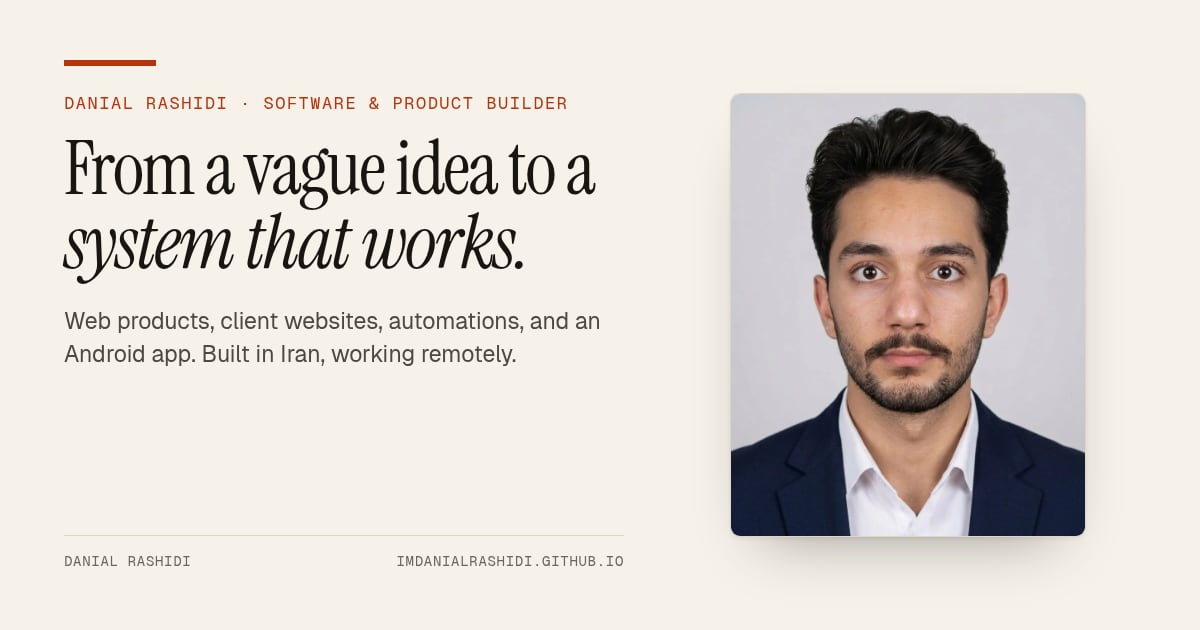 DANIAL RASHIDI · SOFTWARE & PRODUCT BUILDER
From a vague idea to a
system that works.
Web products, client websites, automations, and an
Android app. Built in Iran, working remotely.
DANIAL RASHIDI
IMDANIALRASHIDI.GITHUB.IO